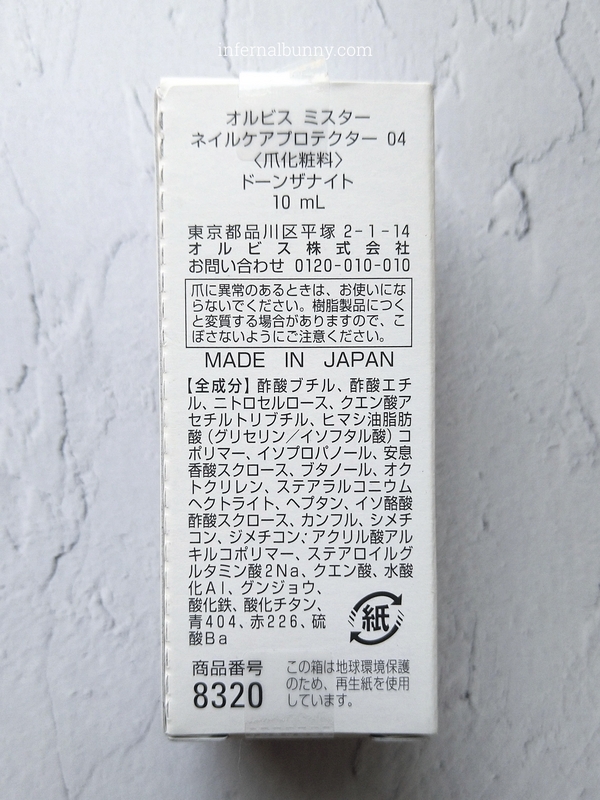 infernalbunny.com
オルビス ミスター
ネイルケアプロテクター 04
〈爪化粧料〉
ドーンザナイト
10 mL
東京都品川区平塚 2-1-14
オルビス株式会社
お問い合わせ 0120-010-010
爪に異常のあるときは、お使いにな
らないでください。樹脂製品につく
と変質する場合がありますので、こ
ぼさないようにご注意ください。
MADE IN JAPAN
【全成分】酢酸ブチル、酢酸エチ
ル、ニトロセルロース、クエン酸ア
セチルトリブチル、ヒマシ油脂肪
酸(グリセリン/イソフタル酸)コ
ポリマー、イソプロパノール、安息
香酸スクロース、ブタノール、オク
トクリレン、ステアラルコニウム
ヘクトライト、ヘプタン、イソ酪酸
酢酸スクロース、カンフル、シメチ
コン、ジメチコン、アクリル酸アル
キルコポリマー、ステアロイルグ
ルタミン酸2Na、クエン酸、水酸
化Al、グンジョウ、
酸化鉄、酸化チタン、
青404、赤226、硫
酸Ba
紙
商品番号
8320
この箱は地球環境保護
のため、再生紙を使用
しています。